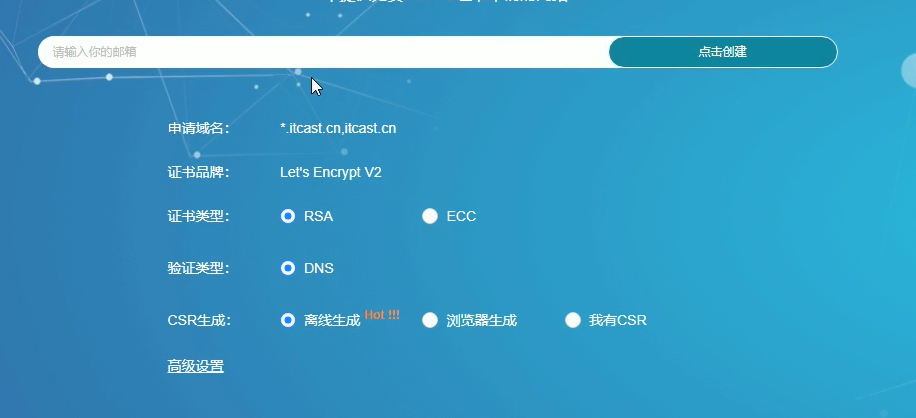 请输入你的邮箱 点击创建
申请域名: *.itcast.cn,itcast.cn
证书品牌: Let's Encrypt V2
证书类型: RSA ECC
验证类型: DNS
CSR生成: 离线生成 Hot !!! 浏览器生成 我有CSR
高级设置